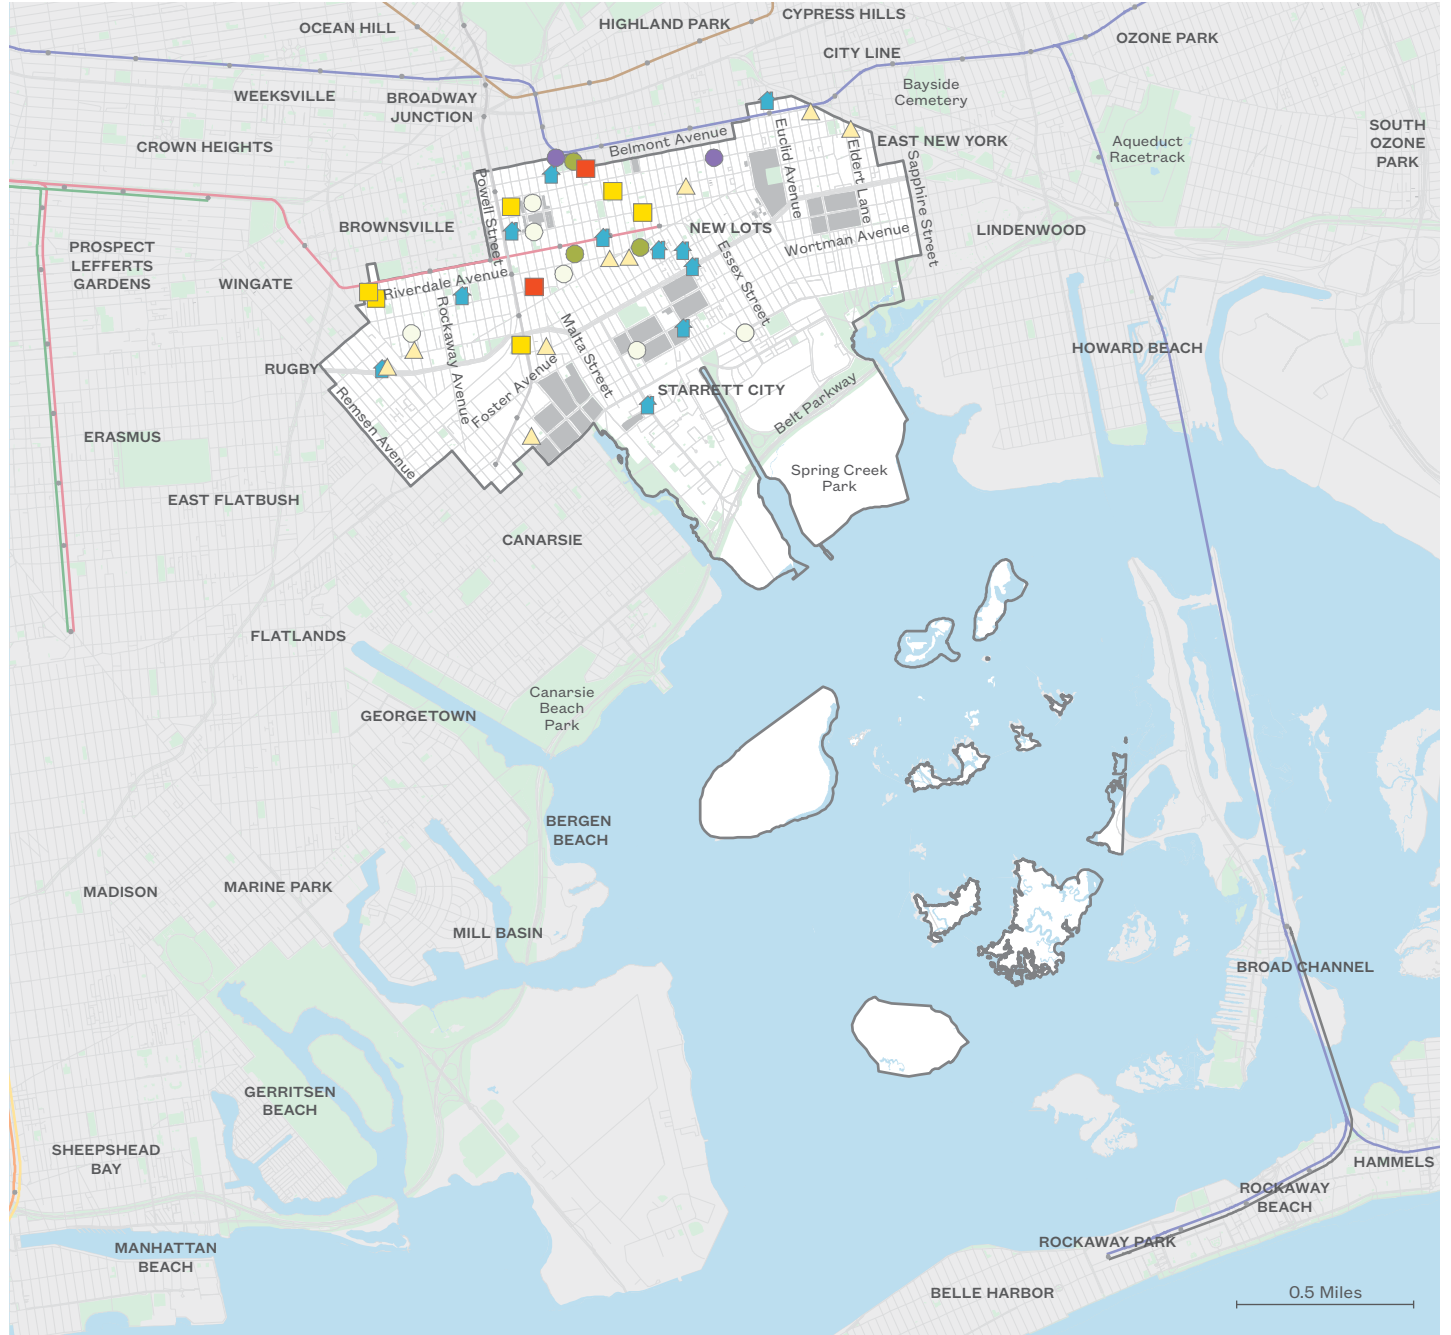 OCEAN HILL
HIGHLAND PARK
CYPRESS HILLS
CITY LINE
OZONE PARK
WEEKSVILLE
BROADWAY
JUNCTION
Bayside
Cemetery
CROWN HEIGHTS
Belmont Avenue
Euclid Avenue
Eldert Lane
EAST NEW YORK
Sapphire Street
Aqueduct
Racetrack
SOUTH
OZONE
PARK
Powell Street
BROWNSVILLE
NEW LOTS
Wortman Avenue
LINDENWOOD
PROSPECT
LEFFERTS
GARDENS
WINGATE
Riverdale Avenue
Rockaway Avenue
Essex Street
Malta Street
HOWARD BEACH
RUGBY
Remsen Avenue
Foster Avenue
STARRETT CITY
Belt Parkway
ERASMUS
Spring Creek
Park
EAST FLATBUSH
CANARSIE
FLATLANDS
Canarsie
Beach
Park
GEORGETOWN
BERGEN
BEACH
MADISON
MARINE PARK
MILL BASIN
BROAD CHANNEL
GERRITSEN
BEACH
SHEEPSHEAD
BAY
HAMMELS
ROCKAWAY
BEACH
MANHATTAN
BEACH
ROCKAWAY PARK
BELLE HARBOR
0.5 Miles